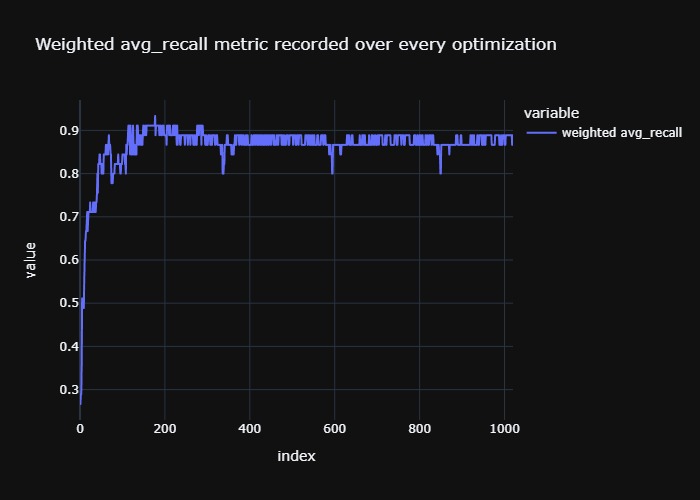 Weighted avg_recall metric recorded over every optimization
variable
weighted avg_recall
0.9
0.8
0.7
0.6
0.5
0.4
0.3
value
0 200 400 600 800 1000
index